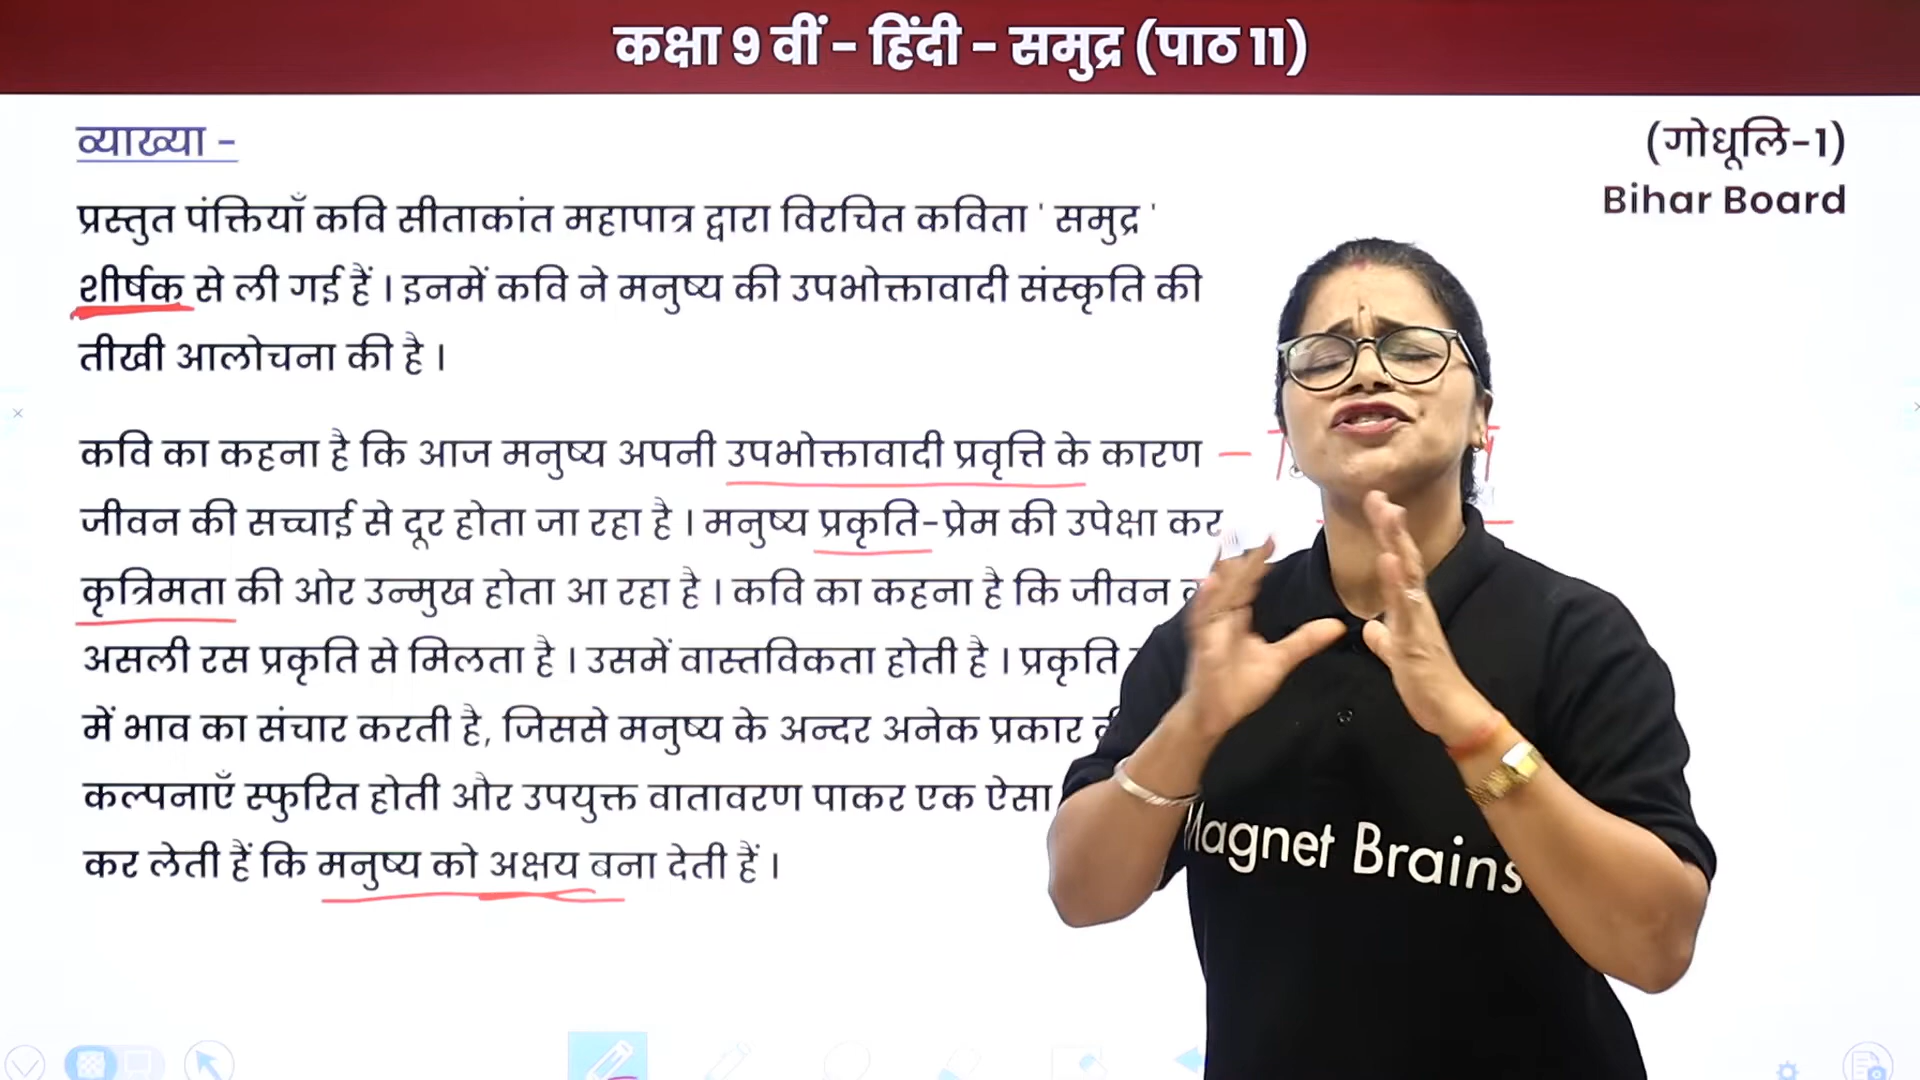 कक्षा 9 वीं - हिंदी - समुद्र (पाठ 11)
व्याख्या -
(गोधूलि-1)
Bihar Board
प्रस्तुत पंक्तियाँ कवि सीताकांत महापात्र द्वारा विरचित कविता ' समुद्र '
शीर्षक से ली गई हैं । इनमें कवि ने मनुष्य की उपभोक्तावादी संस्कृति की
तीखी आलोचना की है ।
कवि का कहना है कि आज मनुष्य अपनी उपभोक्तावादी प्रवृत्ति के कारण
जीवन की सच्चाई से दूर होता जा रहा है । मनुष्य प्रकृति-प्रेम की उपेक्षा कर
कृत्रिमता की ओर उन्मुख होता आ रहा है । कवि का कहना है कि जीवन
असली रस प्रकृति से मिलता है । उसमें वास्तविकता होती है । प्रकृति
में भाव का संचार करती है, जिससे मनुष्य के अन्दर अनेक प्रकार
कल्पनाएँ स्फुरित होती और उपयुक्त वातावरण पाकर एक ऐसा
कर लेती हैं कि मनुष्य को अक्षय बना देती हैं ।
Magnet Brains